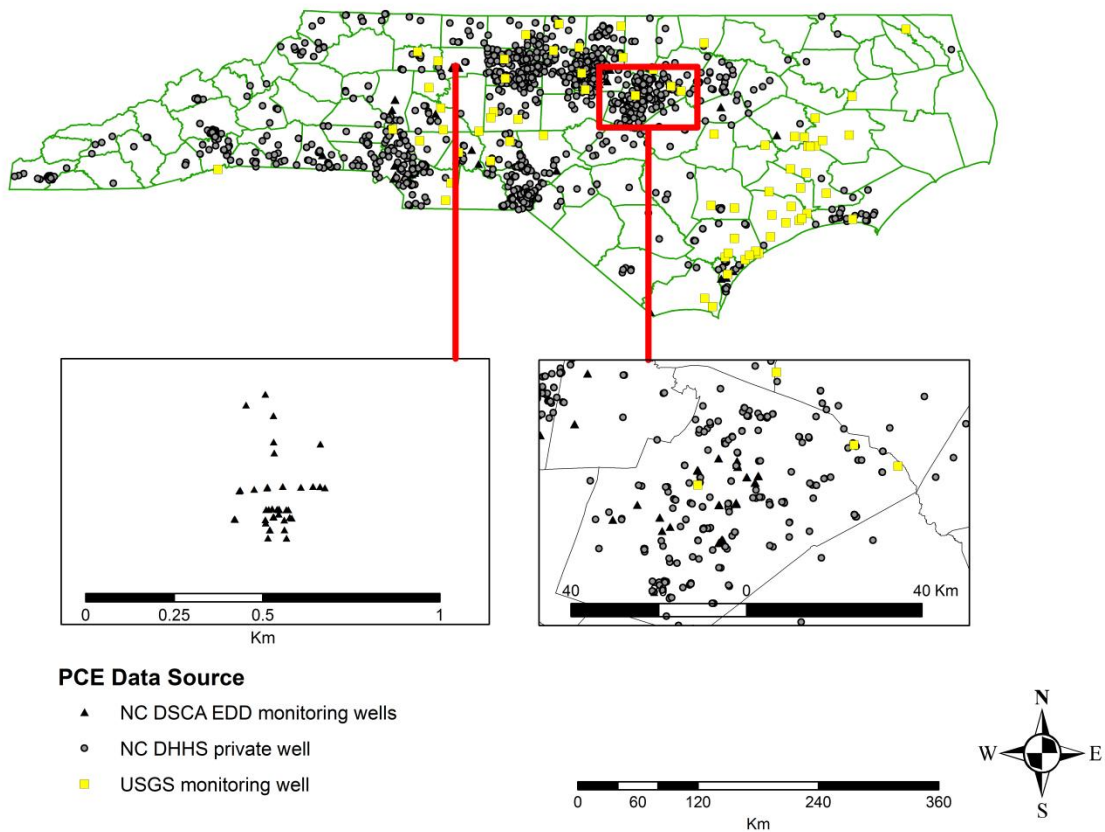 40 20 0 40 Km
0 0.25 0.5 1
Km
PCE Data Source
NC DSCA EDD monitoring wells
NC DHHS private well
USGS monitoring well
N
W E
S
0 60 120 240 360
Km